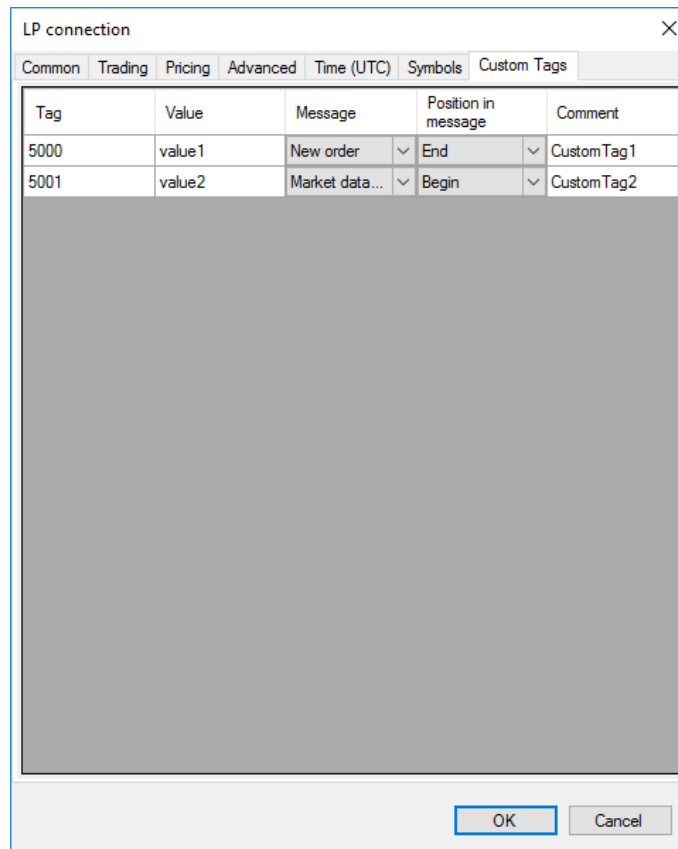 LP connection
Common Trading Pricing Advanced Time (UTC) Symbols Custom Tags
Tag Value Message Position in message Comment
5000 value1 New order End CustomTag1
5001 value2 Market data... Begin CustomTag2
OK Cancel